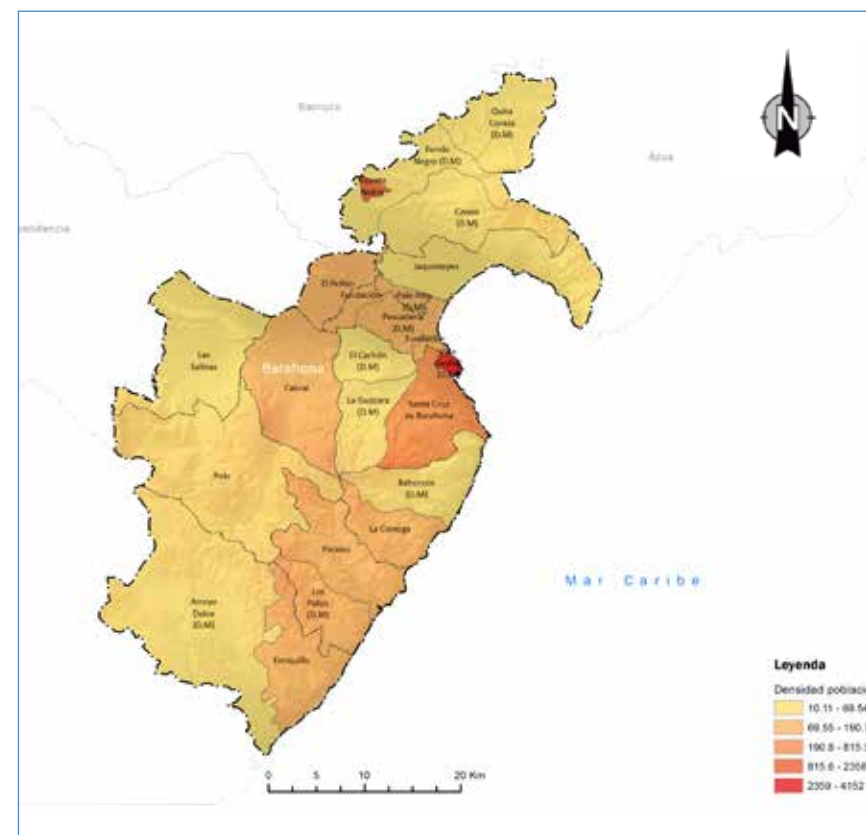 N
Baoruco
Azua
Quita
Coraza
(D.M)
Fondo
Negro (D.M)
Canoa
(D.M)
Jaquimeyes
El Peñón
Fundación
Palo Alto
(D.M)
Pescadería
(D.M)
Las
Salinas
Barahona
Cabral
El Cachón
(D.M)
La Guázara
(D.M)
Santa Cruz
de Barahona
Polo
Bahoruco
(D.M)
La Ciénaga
Paraíso
Los
Patos
(D.M)
Arroyo
Dulce
(D.M)
Enriquillo
Mar Caribe
0 5 10 20 Km
Leyenda
Densidad poblaci
10.11 - 69.54
69.55 - 190.
190.8 - 815.
815.6 - 2358
2359 - 4152